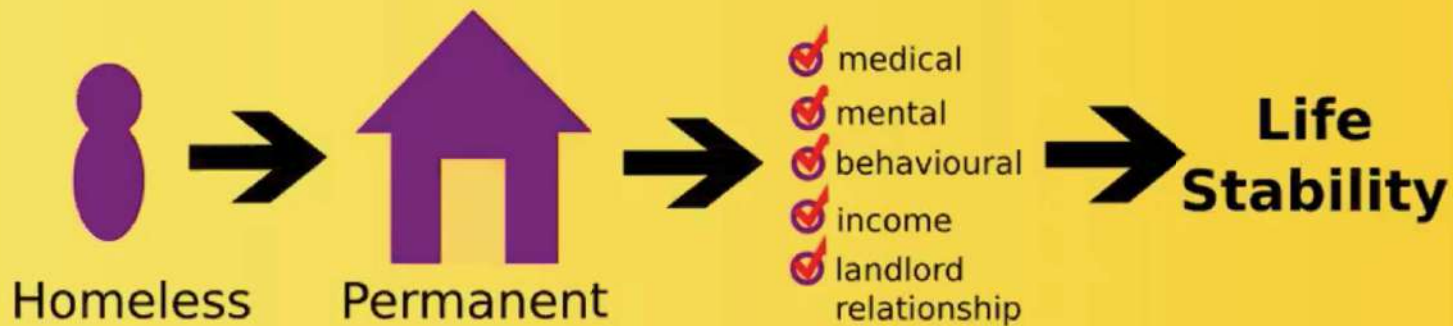 Homeless
Permanent
medical
mental
behavioural
income
landlord
relationship
Life
Stability